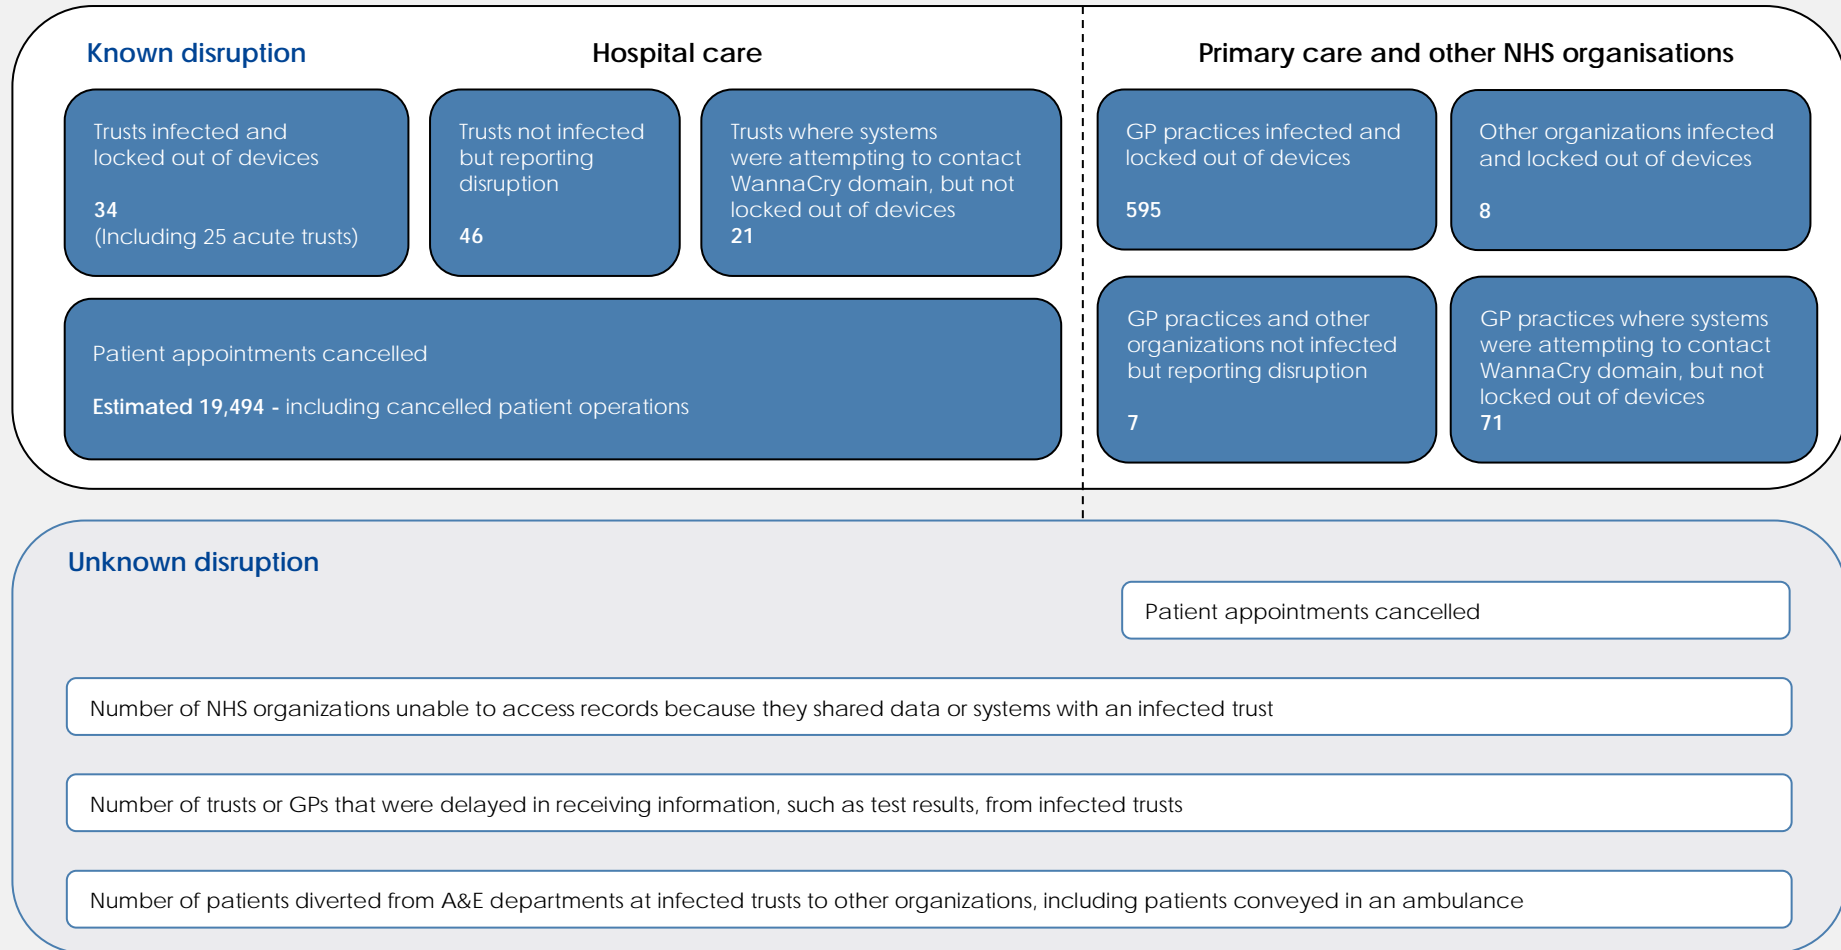 Known disruption
Hospital care
Trusts infected and
locked out of devices
34
(Including 25 acute trusts)
Trusts not infected
but reporting
disruption
46
Trusts where systems
were attempting to contact
WannaCry domain, but not
locked out of devices
21
Patient appointments cancelled
Estimated 19,494 - including cancelled patient operations
Primary care and other NHS organisations
GP practices infected and
locked out of devices
595
Other organizations infected
and locked out of devices
8
GP practices and other
organizations not infected
but reporting disruption
7
GP practices where systems
were attempting to contact
WannaCry domain, but not
locked out of devices
71
Unknown disruption
Patient appointments cancelled
Number of NHS organizations unable to access records because they shared data or systems with an infected trust
Number of trusts or GPs that were delayed in receiving information, such as test results, from infected trusts
Number of patients diverted from A&E departments at infected trusts to other organizations, including patients conveyed in an ambulance